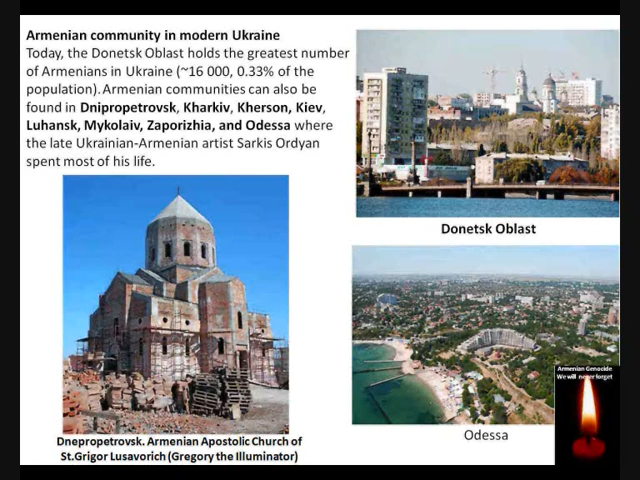 Armenian community in modern Ukraine
Today, the Donetsk Oblast holds the greatest number
of Armenians in Ukraine (~16 000, 0.33% of the
population). Armenian communities can also be
found in Dnipropetrovsk, Kharkiv, Kherson, Kiev,
Luhansk, Mykolaiv, Zaporizhia, and Odessa where
the late Ukrainian-Armenian artist Sarkis Ordyan
spent most of his life.
Donetsk Oblast
Dnepropetrovsk. Armenian Apostolic Church of
St.Grigor Lusavorich (Gregory the Illuminator)
Odessa
Armenian Genocide
We will never forget